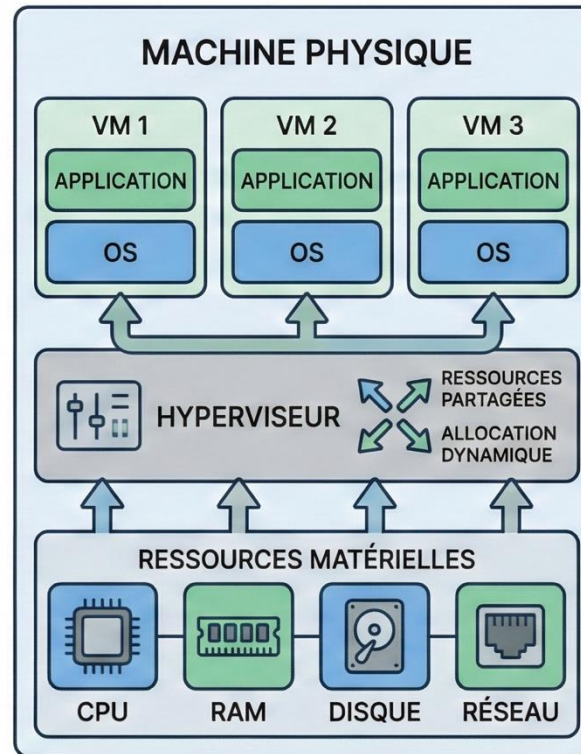 MACHINE PHYSIQUE
VM 1
VM 2
VM 3
APPLICATION
APPLICATION
APPLICATION
OS
OS
OS
HYPERVISEUR
RESSOURCES
PARTAGÉES
ALLOCATION
DYNAMIQUE
RESSOURCES MATÉRIELLES
CPU
RAM
DISQUE
RÉSEAU